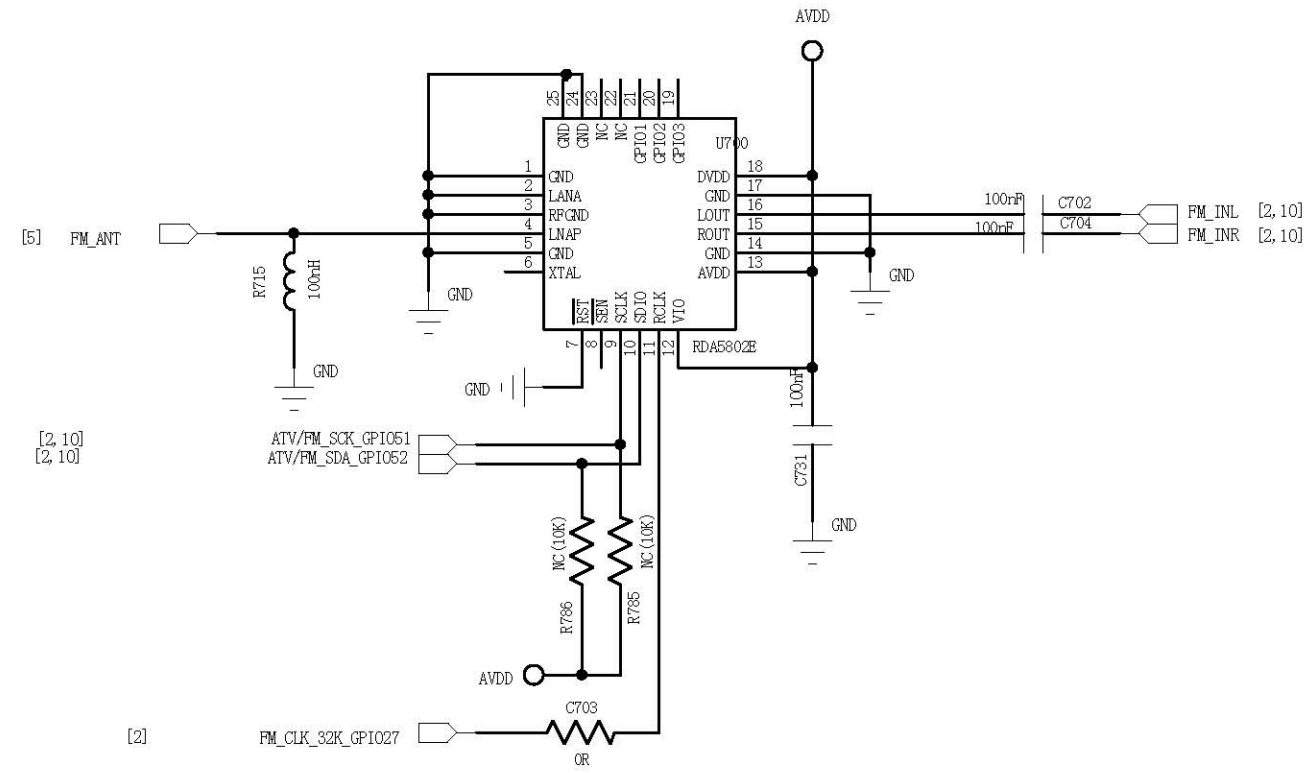 AVDD
25 24 23 22 21 20 19
GND GND NC NC GPIO1 GPIO2 GPIO3
U700
1 GND
2 LANA
3 RFGND
4 LNAP
5 GND
6 XTAL
DVDD 18
GND 17
LOUT 16
ROUT 15
GND 14
AVDD 13
RST SEN SCLK SDIO RCLK VIO
7 8 9 10 11 12
RDA5802E
100nF C702
100nF C704
FM_INL [2,10]
FM_INR [2,10]
GND
[5] FM_ANT
R715
100nH
GND
GND
GND
100nF
C731
GND
[2,10] ATV/FM_SCK_GPIO51
[2,10] ATV/FM_SDA_GPIO52
NC(10K) NC(10K)
R786 R785
AVDD
C703
[2] FM_CLK_32K_GPIO27
0R